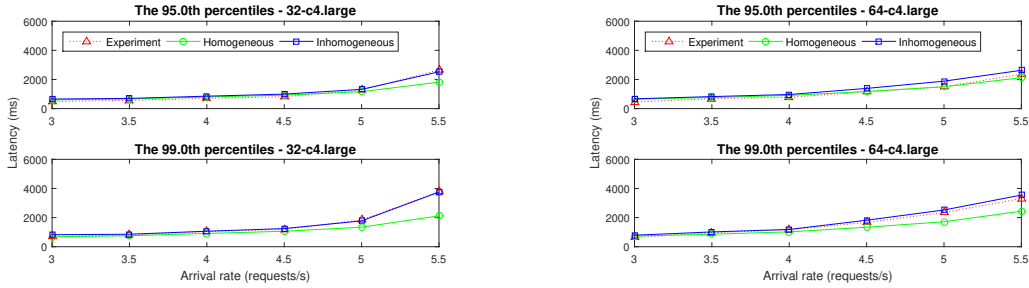 The 95.0th percentiles - 32-c4.large
6000
4000
2000
0
Experiment Homogeneous Inhomogeneous
3 3.5 4 4.5 5 5.5
Latency (ms)
The 99.0th percentiles - 32-c4.large
6000
4000
2000
0
3 3.5 4 4.5 5 5.5
Arrival rate (requests/s)
The 95.0th percentiles - 64-c4.large
6000
4000
2000
0
Experiment Homogeneous Inhomogeneous
3 3.5 4 4.5 5 5.5
Latency (ms)
The 99.0th percentiles - 64-c4.large
6000
4000
2000
0
3 3.5 4 4.5 5 5.5
Arrival rate (requests/s)